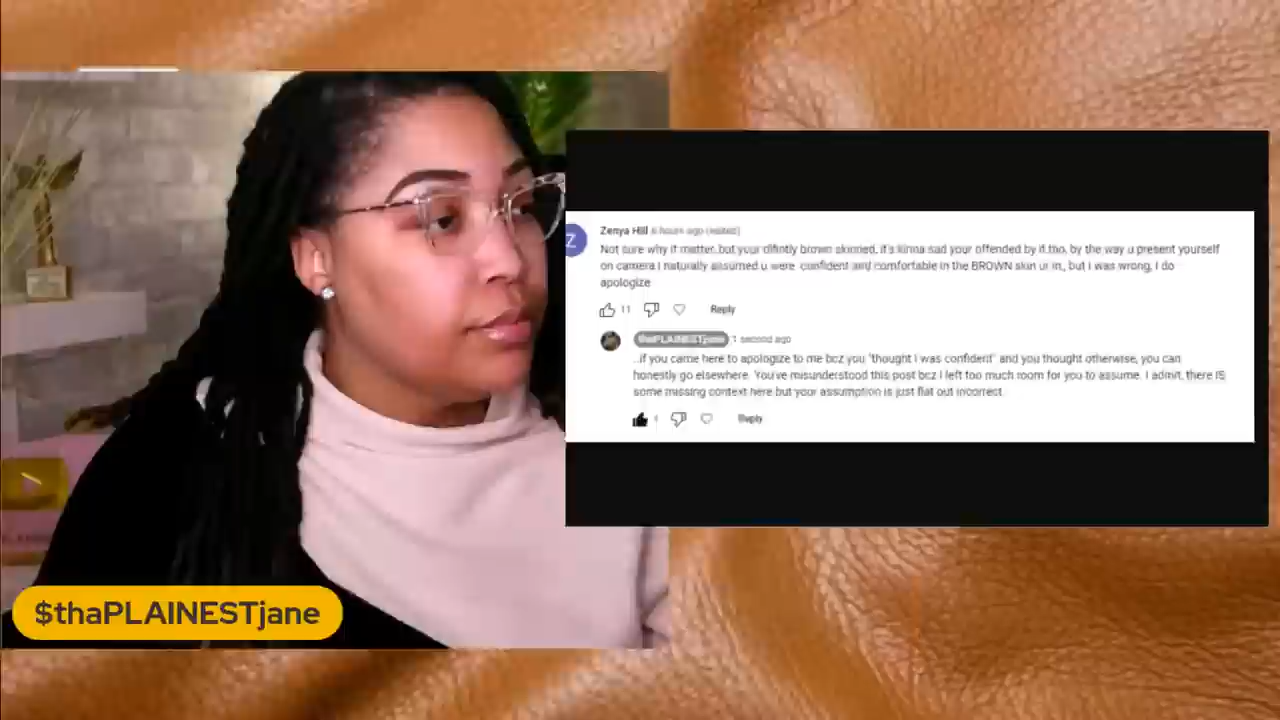 Zenya Hill 6 hours ago (edited)
Not sure why it matter, but your difintly brown skinned, it's kinna sad your offended by it tho, by the way u present yourself
on camera I naturally assumed u were confident and comfortable in the BROWN skin ur in, but i was wrong, I do
apologize
11 Reply
thaPLAINESTjane 1 second ago
..if you came here to apologize to me bcz you "thought I was confident" and you thought otherwise, you can
honestly go elsewhere. You've misunderstood this post bcz I left too much room for you to assume. I admit, there IS
some missing context here but your assumption is just flat out incorrect.
Reply
$thaPLAINESTjane